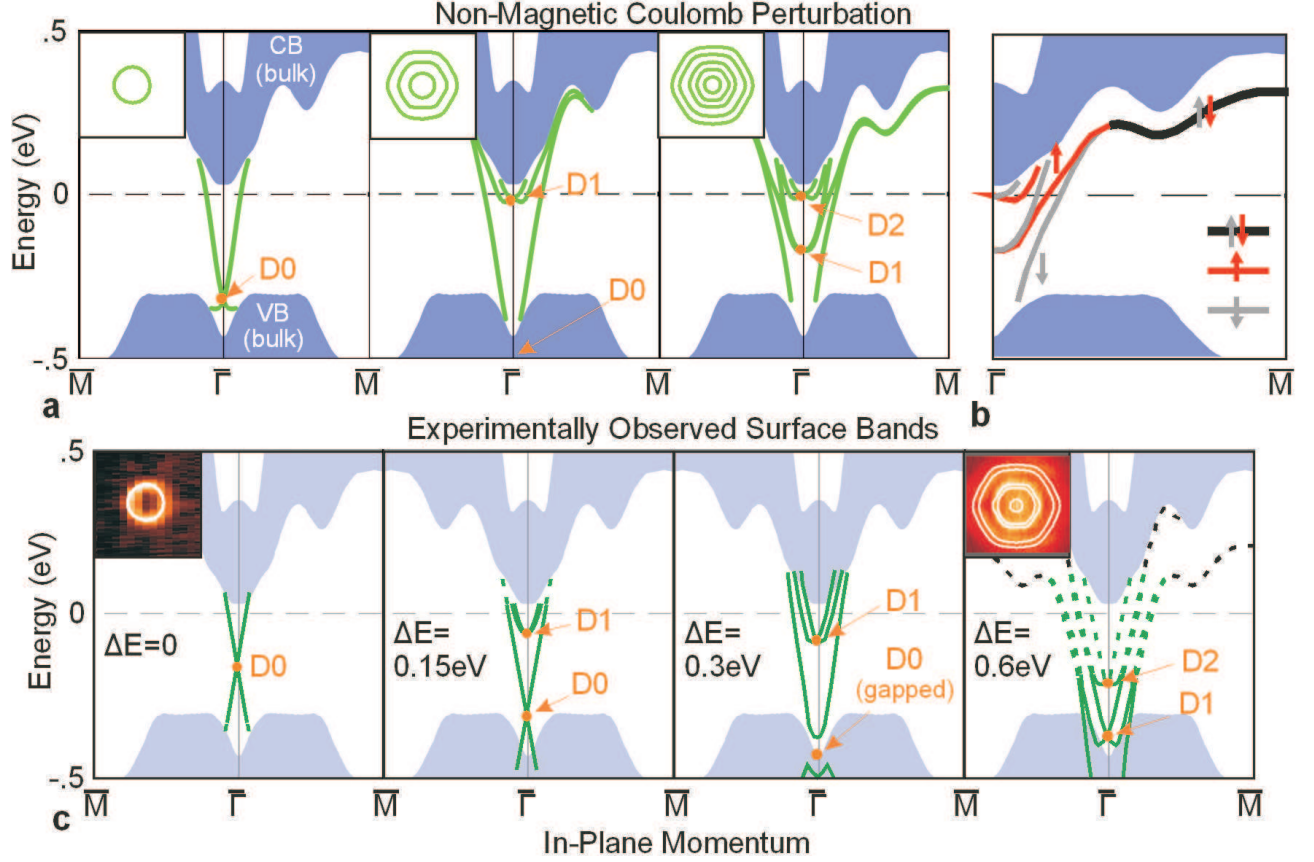 Non-Magnetic Coulomb Perturbation
.5
0
-.5
Energy (eV)
CB
(bulk)
D0
VB
(bulk)
D1
D0
D2
D1
M̅
Γ̅
M̅
Γ̅
M̅
Γ̅
M̅
Γ̅
M̅
a
b
Experimentally Observed Surface Bands
.5
0
-.5
Energy (eV)
ΔE=0
D0
ΔE=
0.15eV
D1
D0
ΔE=
0.3eV
D1
D0
(gapped)
ΔE=
0.6eV
D2
D1
M̅
Γ̅
M̅
Γ̅
M̅
Γ̅
M̅
Γ̅
M̅
c
In-Plane Momentum